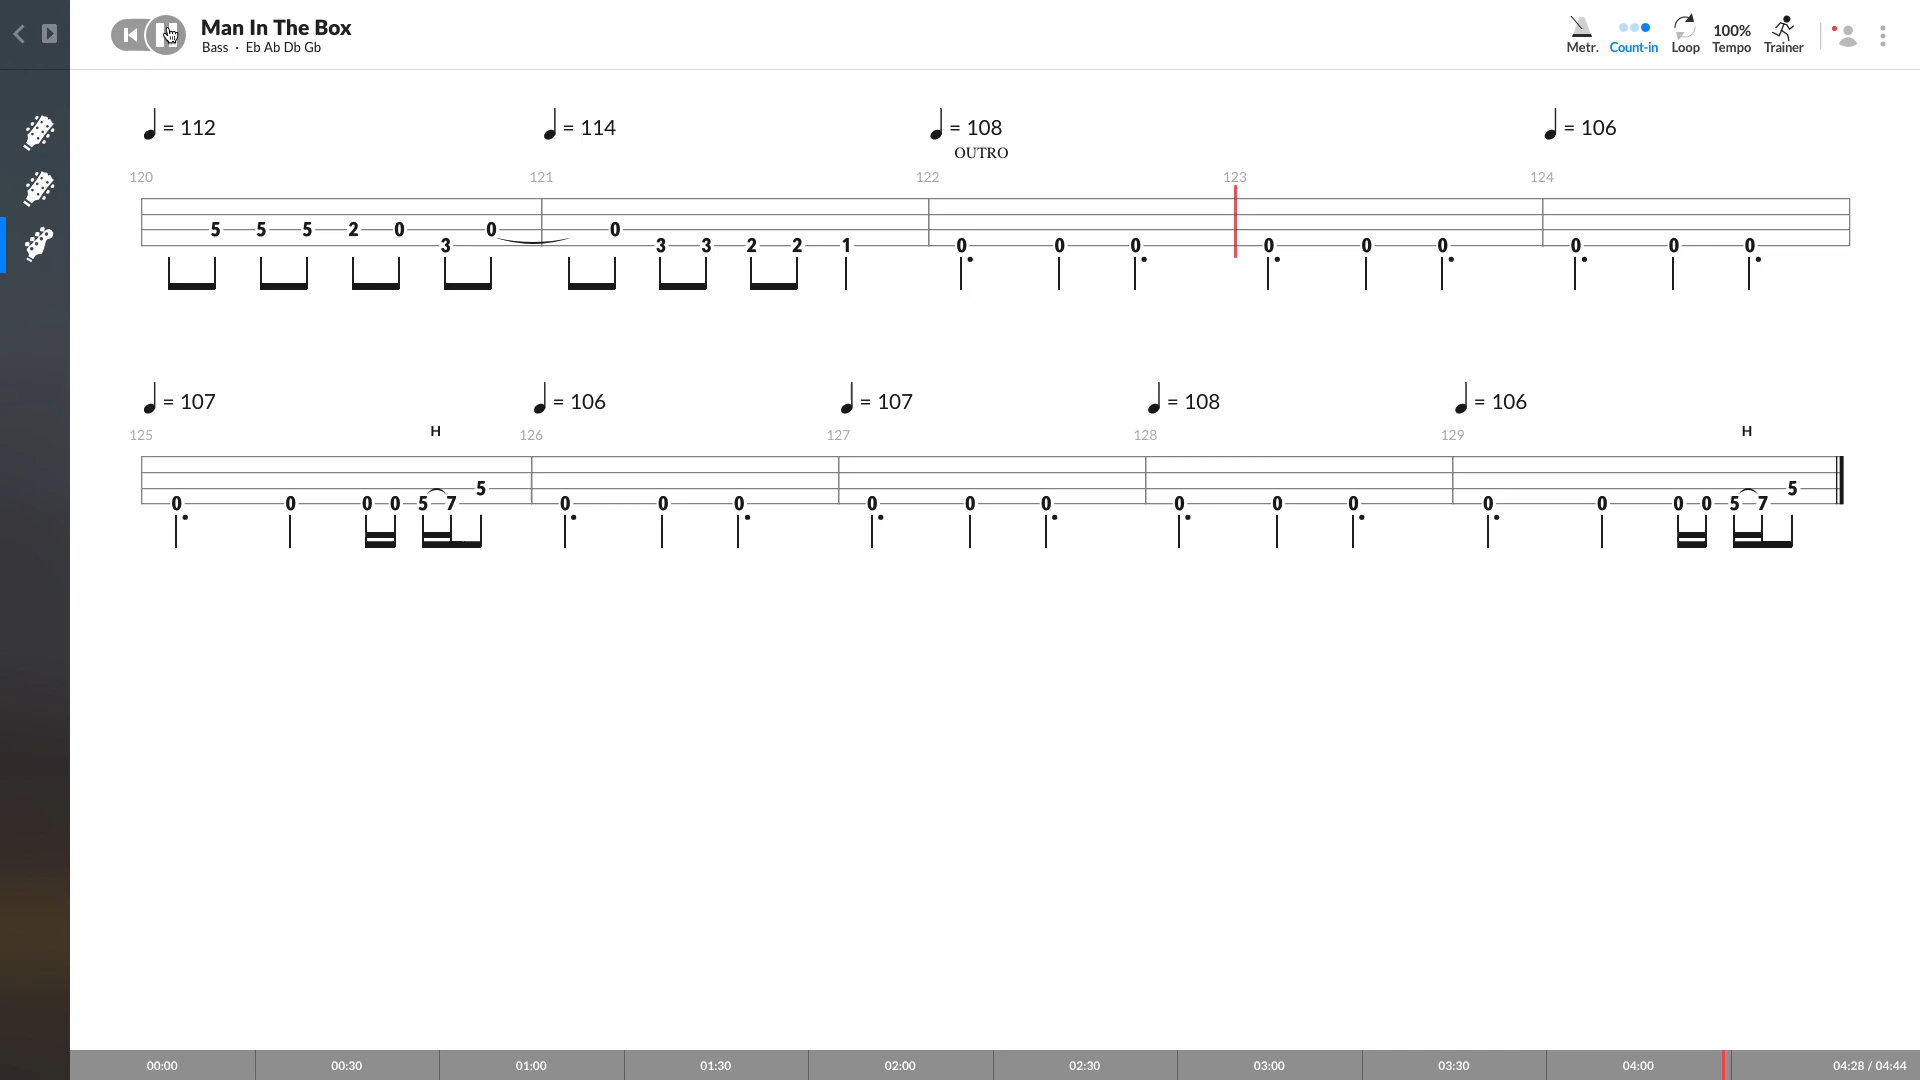 Man In The Box
Bass · Eb Ab Db Gb
Metr. Count-in Loop 100% Tempo Trainer
= 112 = 114 = 108 = 106
OUTRO
120 121 122 123 124
5 5 5 2 0 3 0 0 3 3 2 2 1 0 0 0 0 0 0 0 0 0
= 107 = 106 = 107 = 108 = 106
H H
125 126 127 128 129
0 0 0 0 5 7 5 0 0 0 0 0 0 0 0 0 0 0 0 0 5 7 5
00:00 00:30 01:00 01:30 02:00 02:30 03:00 03:30 04:00 04:28 / 04:44